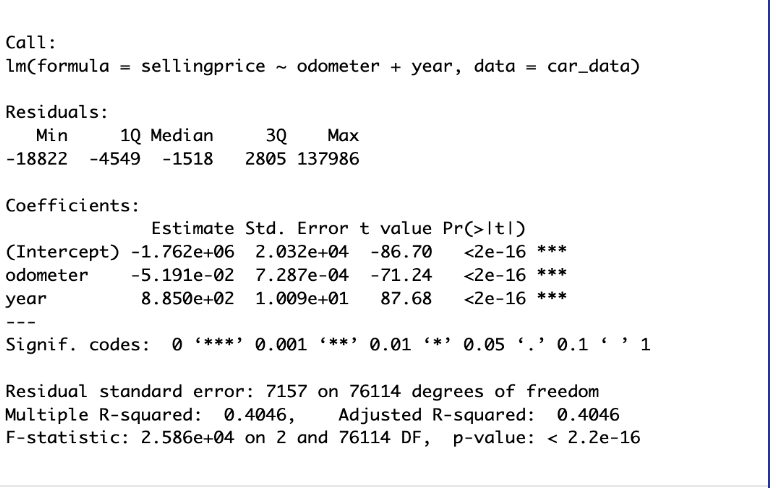 Call:
lm(formula = sellingprice ~ odometer + year, data = car_data)
Residuals:
Min 1Q Median 3Q Max
-18822 -4549 -1518 2805 137986
Coefficients:
Estimate Std. Error t value Pr(>|t|)
(Intercept) -1.762e+06 2.032e+04 -86.70 <2e-16 ***
odometer -5.191e-02 7.287e-04 -71.24 <2e-16 ***
year 8.850e+02 1.009e+01 87.68 <2e-16 ***
---
Signif. codes: 0 ‘***’ 0.001 ‘**’ 0.01 ‘*’ 0.05 ‘.’ 0.1 ‘ ’ 1
Residual standard error: 7157 on 76114 degrees of freedom
Multiple R-squared: 0.4046, Adjusted R-squared: 0.4046
F-statistic: 2.586e+04 on 2 and 76114 DF, p-value: < 2.2e-16